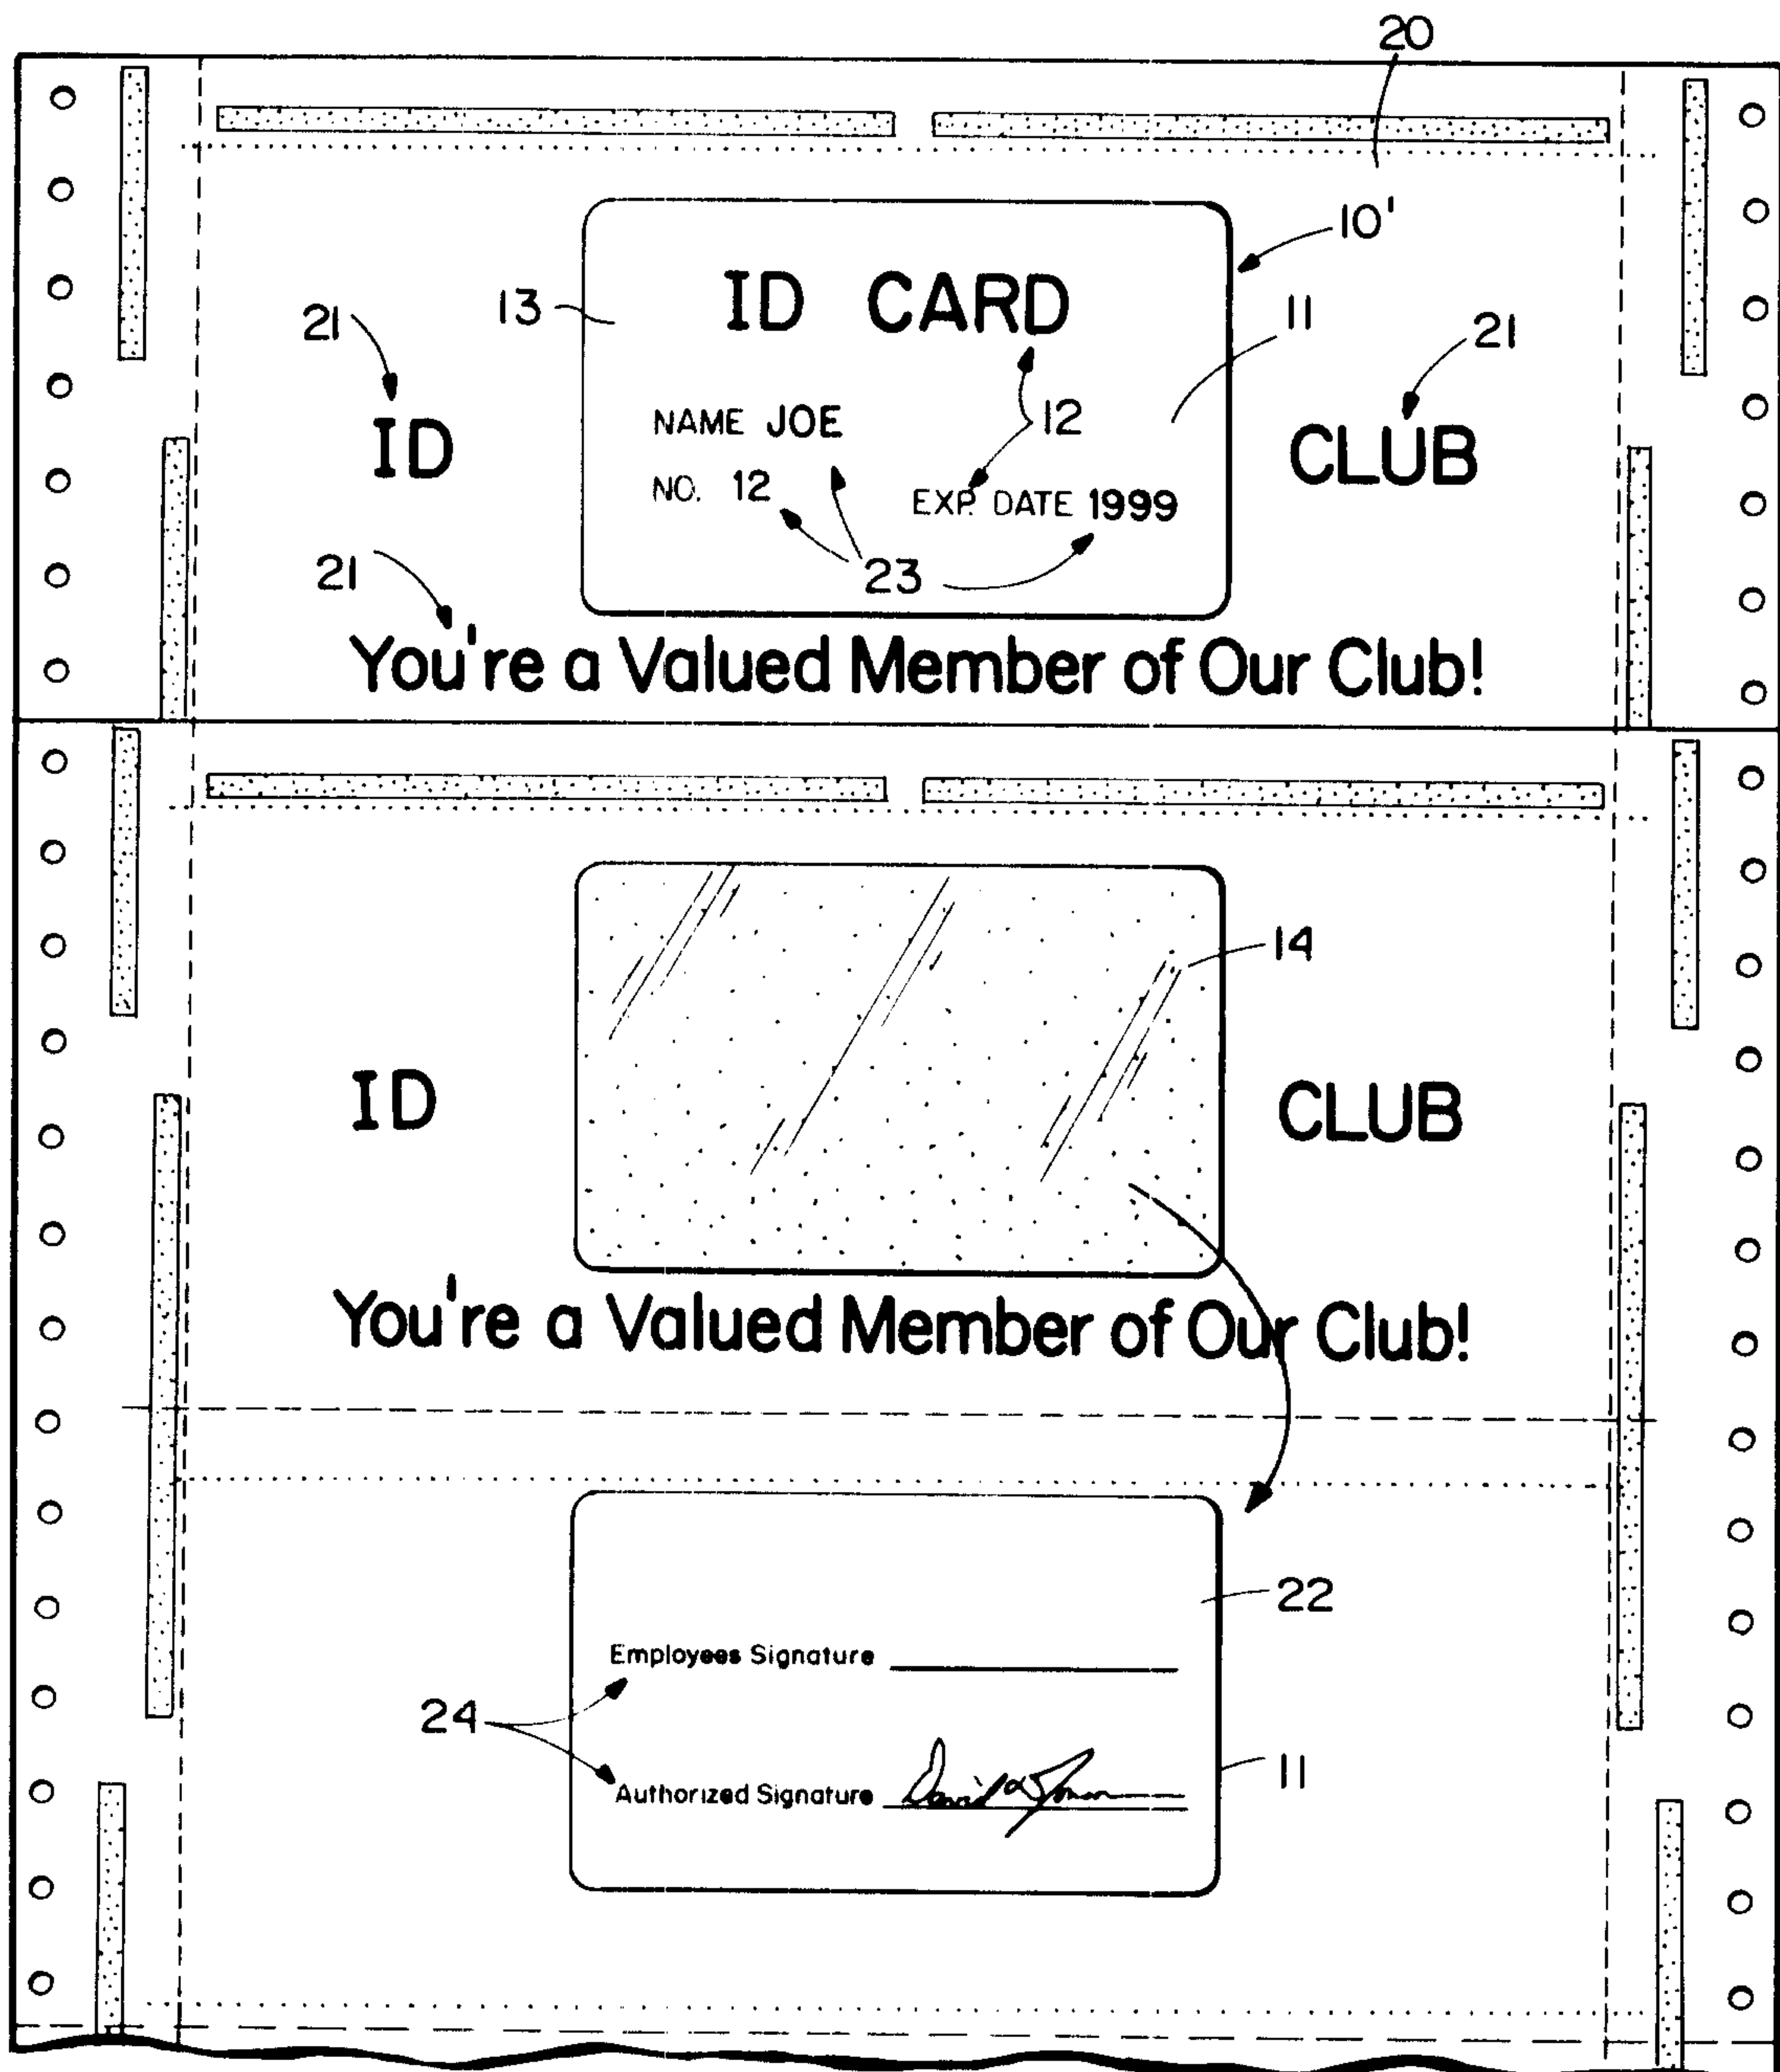 20
10'
ID CARD
13
11
21
21
NAME JOE
12
ID
CLUB
NO. 12
EXP. DATE 1999
21
23
You're a Valued Member of Our Club!
14
ID
CLUB
You're a Valued Member of Our Club!
22
Employees Signature
24
11
Authorized Signature